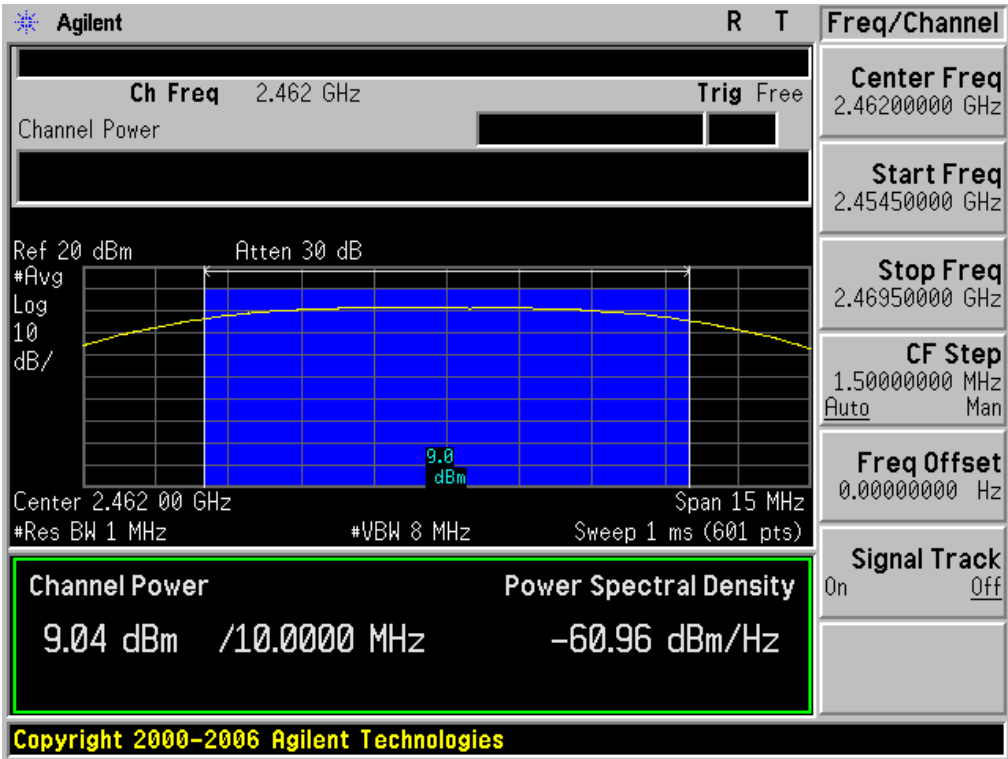 Agilent R T
Ch Freq 2.462 GHz Trig Free
Channel Power
Ref 20 dBm Atten 30 dB
#Avg
Log
10
dB/
9.0
dBm
Center 2.462 00 GHz Span 15 MHz
#Res BW 1 MHz #VBW 8 MHz Sweep 1 ms (601 pts)
Channel Power Power Spectral Density
9.04 dBm /10.0000 MHz -60.96 dBm/Hz
Copyright 2000-2006 Agilent Technologies
Freq/Channel
Center Freq
2.46200000 GHz
Start Freq
2.45450000 GHz
Stop Freq
2.46950000 GHz
CF Step
1.50000000 MHz
Auto Man
Freq Offset
0.00000000 Hz
Signal Track
On Off